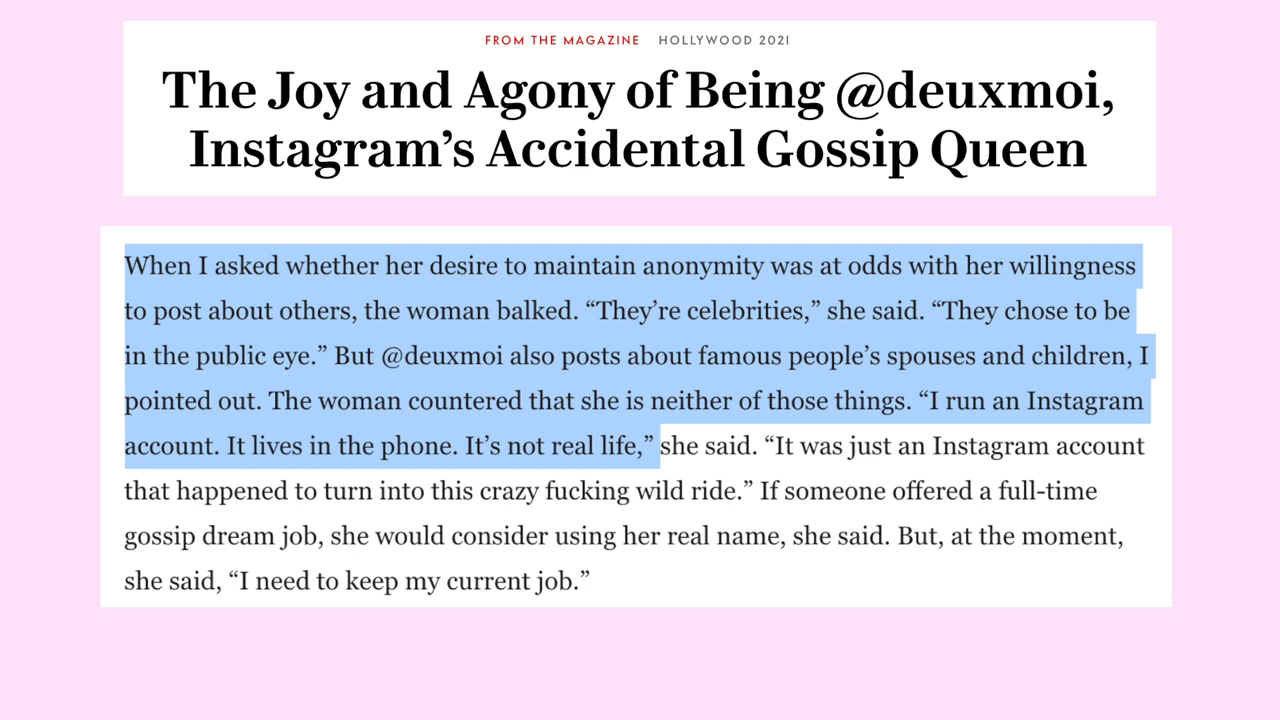 FROM THE MAGAZINE HOLLYWOOD 2021
The Joy and Agony of Being @deuxmoi,
Instagram’s Accidental Gossip Queen
When I asked whether her desire to maintain anonymity was at odds with her willingness
to post about others, the woman balked. “They’re celebrities,” she said. “They chose to be
in the public eye.” But @deuxmoi also posts about famous people’s spouses and children, I
pointed out. The woman countered that she is neither of those things. “I run an Instagram
account. It lives in the phone. It’s not real life,” she said. “It was just an Instagram account
that happened to turn into this crazy fucking wild ride.” If someone offered a full-time
gossip dream job, she would consider using her real name, she said. But, at the moment,
she said, “I need to keep my current job.”